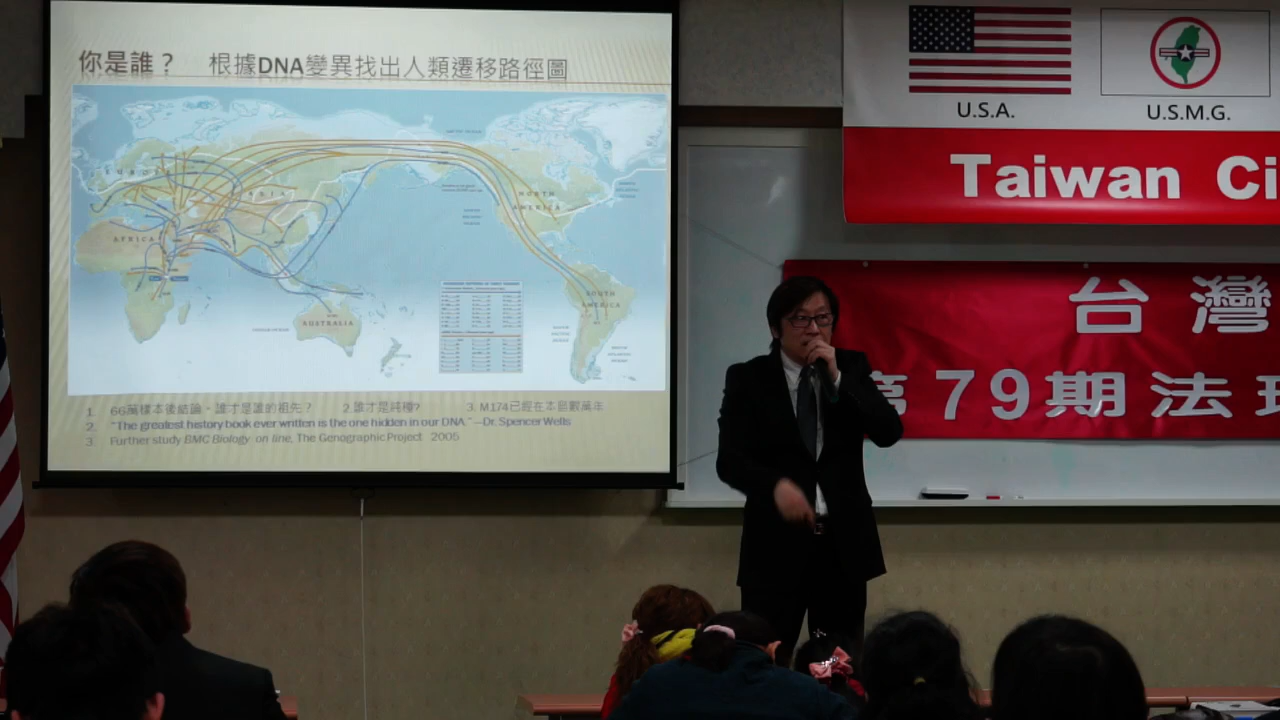 你是誰？ 根據DNA變異找出人類遷移路徑圖
EUROPE
ASIA
AFRICA
NORTH
AMERICA
SOUTH
AMERICA
AUSTRALIA
1. 66萬樣本後結論，誰才是誰的祖先？ 2.誰才是純種? 3. M174已經在本島數萬年
2. "The greatest history book ever written is the one hidden in our DNA." —Dr. Spencer Wells
3. Further study BMC Biology on line, The Genographic Project 2005
U.S.A.
U.S.M.G.
Taiwan Ci
台灣
第79期法理